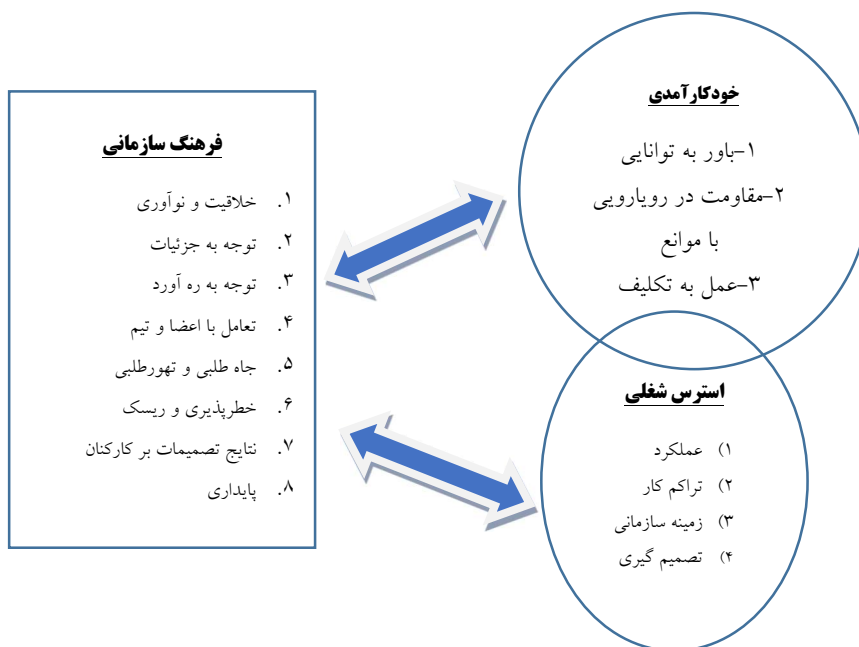 خودکارآمدی
۱-باور به توانایی
۲-مقاومت در رویارویی
با موانع
۳-عمل به تکلیف
فرهنگ سازمانی
۱. خلاقیت و نوآوری
۲. توجه به جزئیات
۳. توجه به ره آورد
۴. تعامل با اعضا و تیم
۵. جاه طلبی و تهورطلبی
۶. خطرپذیری و ریسک
۷. نتایج تصمیمات بر کارکنان
۸. پایداری
استرس شغلی
۱) عملکرد
۲) تراکم کار
۳) زمینه سازمانی
۴) تصمیم گیری